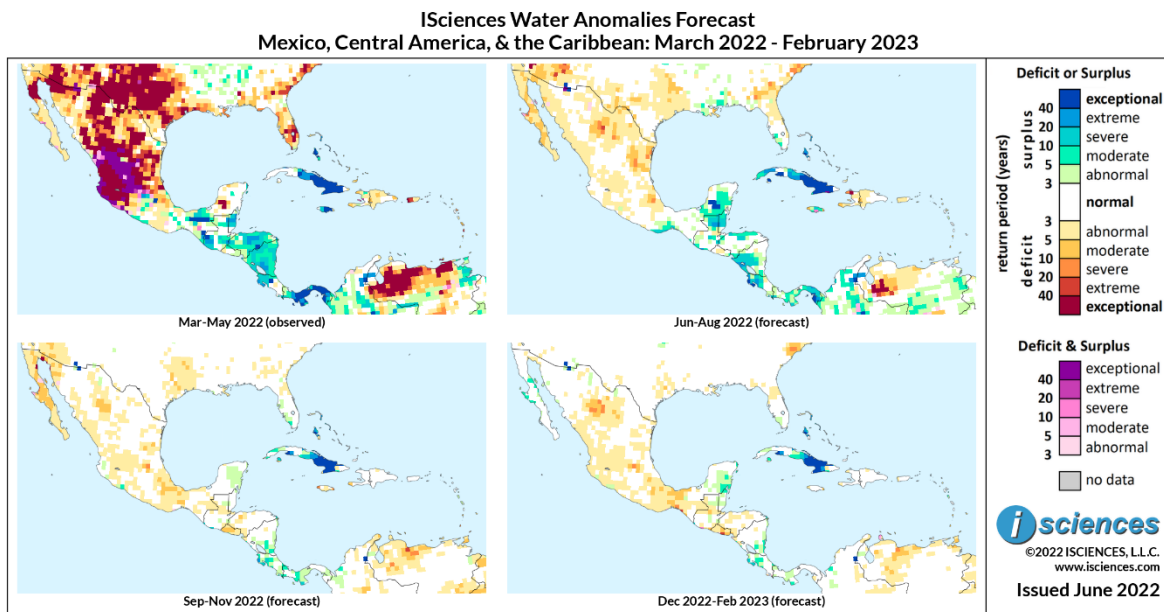 ISciences Water Anomalies Forecast
Mexico, Central America, & the Caribbean: March 2022 - February 2023
Mar-May 2022 (observed)
Jun-Aug 2022 (forecast)
Sep-Nov 2022 (forecast)
Dec 2022-Feb 2023 (forecast)
Deficit or Surplus
return period (years)
surplus
deficit
exceptional
40
extreme
20
severe
10
moderate
5
abnormal
3
normal
3
abnormal
5
moderate
10
severe
20
extreme
40
exceptional
Deficit & Surplus
exceptional
40
extreme
20
severe
10
moderate
5
abnormal
3
no data
i sciences
©2022 ISCIENCES, L.L.C.
www.isciences.com
Issued June 2022